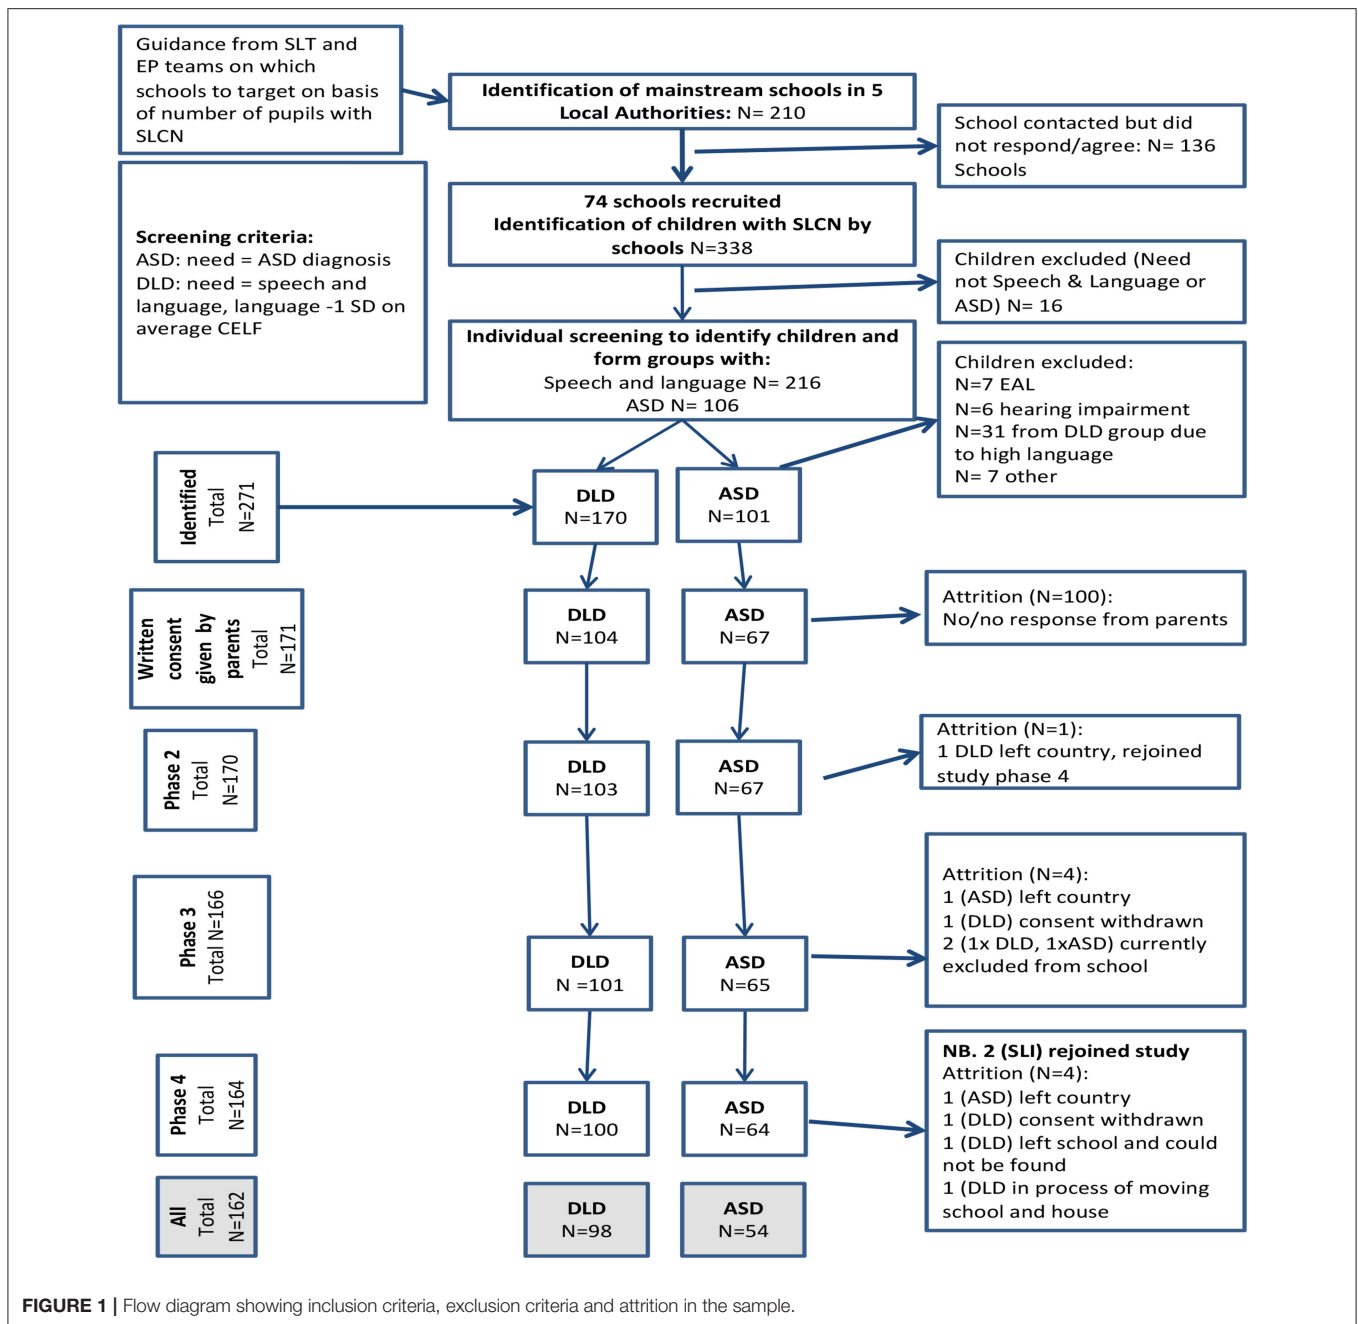 Guidance from SLT and
EP teams on which
schools to target on basis
of number of pupils with
SLCN
Identification of mainstream schools in 5
Local Authorities: N= 210
School contacted but did
not respond/agree: N= 136
Schools
74 schools recruited
Identification of children with SLCN by
schools N=338
Screening criteria:
ASD: need = ASD diagnosis
DLD: need = speech and
language, language -1 SD on
average CELF
Children excluded (Need
not Speech & Language or
ASD) N= 16
Individual screening to identify children and
form groups with:
Speech and language N= 216
ASD N= 106
Children excluded:
N=7 EAL
N=6 hearing impairment
N=31 from DLD group due
to high language
N= 7 other
Identified
Total
N=271
DLD
N=170
ASD
N=101
Written
consent
given by
parents
Total
N=171
DLD
N=104
ASD
N=67
Attrition (N=100):
No/no response from parents
Phase 2
Total
N=170
DLD
N=103
ASD
N=67
Attrition (N=1):
1 DLD left country, rejoined
study phase 4
Phase 3
Total N=166
DLD
N =101
ASD
N=65
Attrition (N=4):
1 (ASD) left country
1 (DLD) consent withdrawn
2 (1x DLD, 1xASD) currently
excluded from school
Phase 4
Total
N=164
DLD
N=100
ASD
N=64
NB. 2 (SLI) rejoined study
Attrition (N=4):
1 (ASD) left country
1 (DLD) consent withdrawn
1 (DLD) left school and could
not be found
1 (DLD in process of moving
school and house
All
Total
N=162
DLD
N=98
ASD
N=54
FIGURE 1 | Flow diagram showing inclusion criteria, exclusion criteria and attrition in the sample.